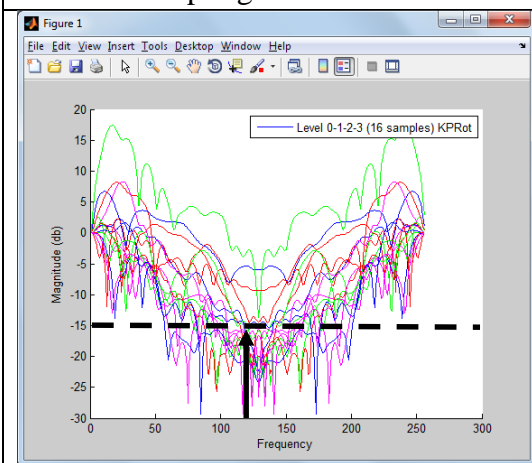 Figure 1
File Edit View Insert Tools Desktop Window Help
Level 0-1-2-3 (16 samples) KPRot
20
15
10
5
0
-5
-10
-15
-20
-25
-30
Magnitude (db)
0 50 100 150 200 250 300
Frequency